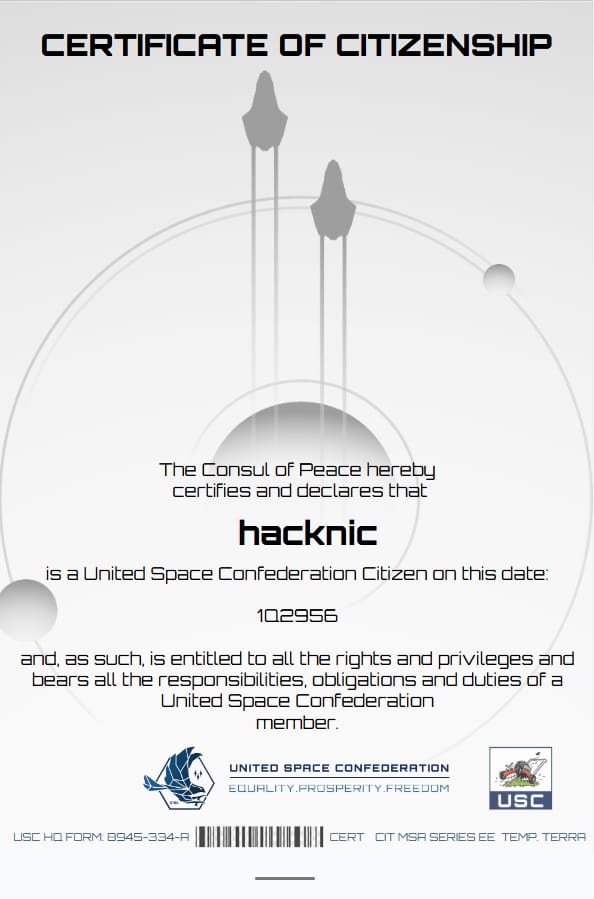 CERTIFICATE OF CITIZENSHIP
The Consul of Peace hereby
certifies and declares that
hacknic
is a United Space Confederation Citizen on this date:
1Q2956
and, as such, is entitled to all the rights and privileges and
bears all the responsibilities, obligations and duties of a
United Space Confederation
member.
UNITED SPACE CONFEDERATION
EQUALITY.PROSPERITY.FREEDOM
USC
USC HQ FORM: 8945-334-A CERT CIT MSA SERIES EE TEMP. TERRA